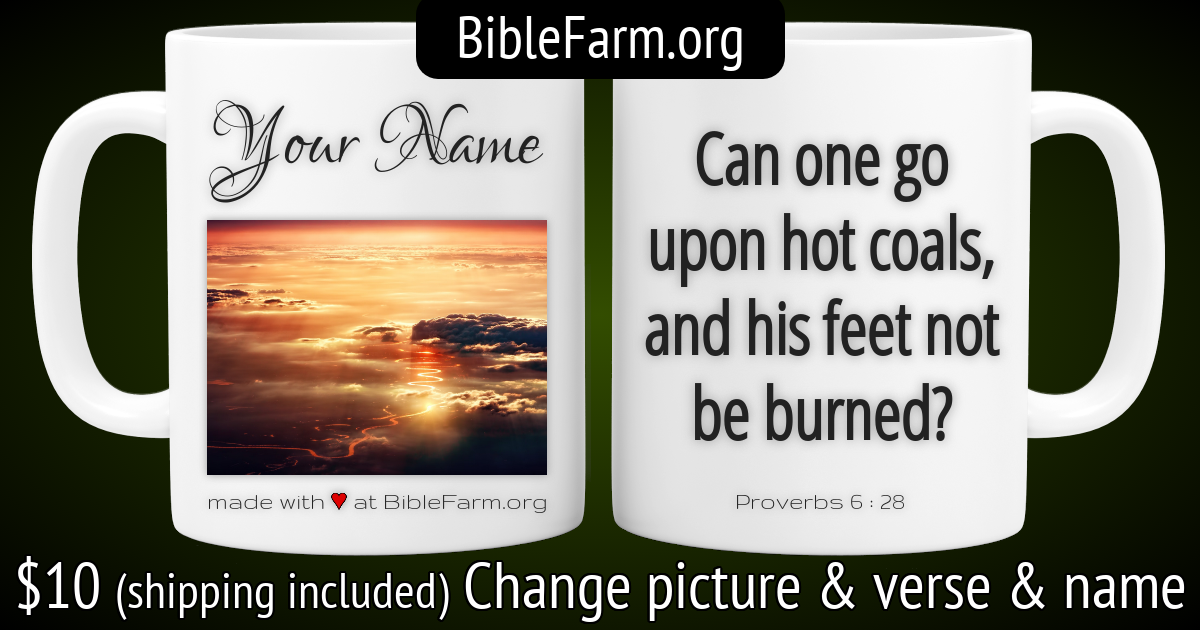 BibleFarm.org
Your Name
made with ♥ at BibleFarm.org
Can one go
upon hot coals,
and his feet not
be burned?
Proverbs 6 : 28
$10 (shipping included) Change picture & verse & name